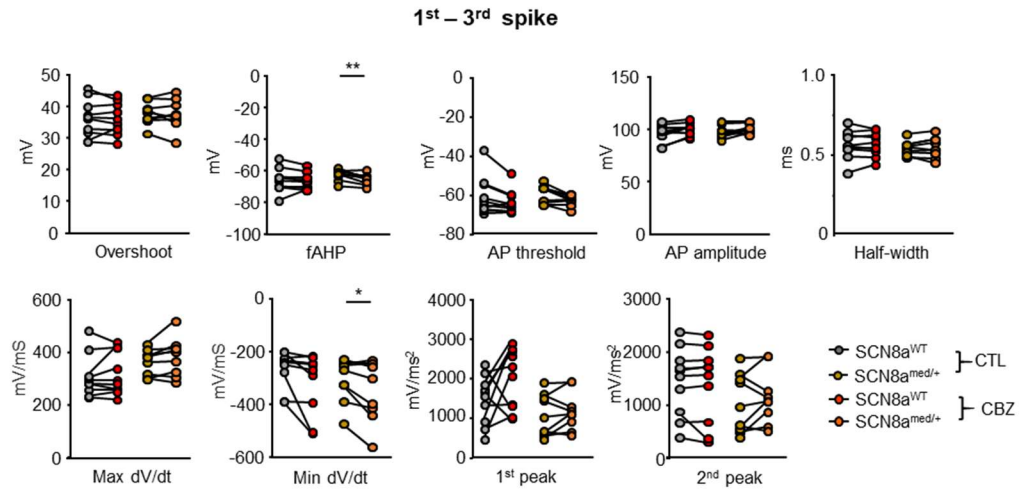 1st – 3rd spike
50
40
30
20
10
0
mV
Overshoot
0
-20
-40
-60
-80
-100
mV
**
fAHP
0
-20
-40
-60
-80
mV
AP threshold
150
100
50
0
mV
AP amplitude
1.0
0.5
0
ms
Half-width
600
400
200
0
mV/mS
Max dV/dt
0
-200
-400
-600
mV/mS
*
Min dV/dt
4000
3000
2000
1000
0
mV/ms2
1st peak
3000
2000
1000
0
mV/ms2
2nd peak
SCN8aWT
SCN8amed/+
CTL
SCN8aWT
SCN8amed/+
CBZ